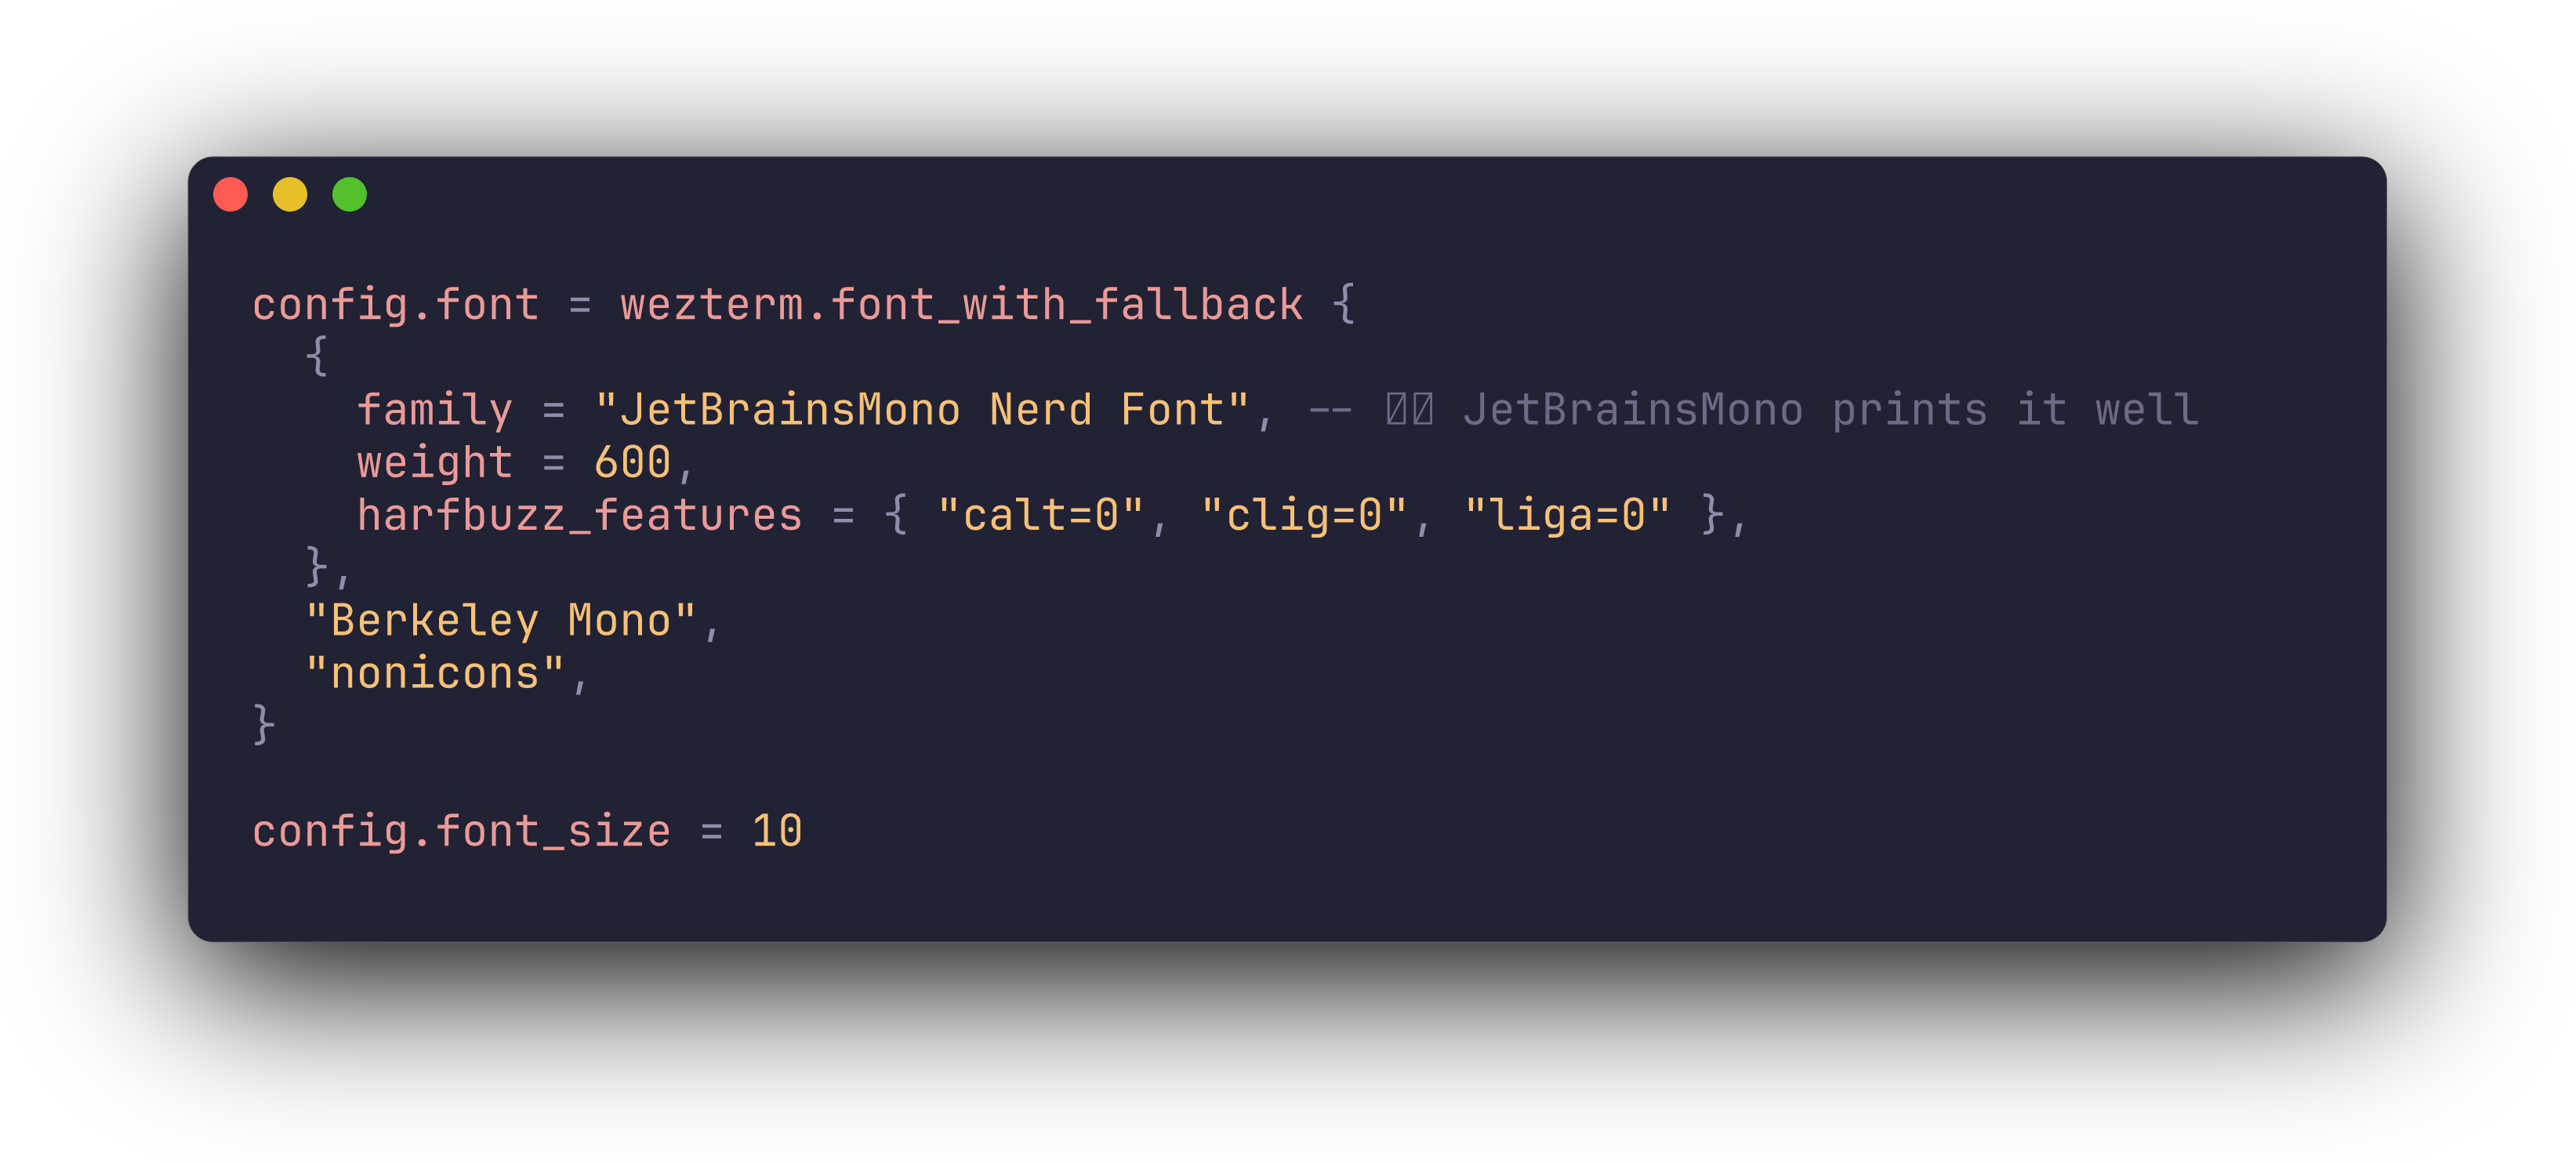 config.font = wezterm.font_with_fallback {
  {
    family = "JetBrainsMono Nerd Font", -- JetBrainsMono prints it well
    weight = 600,
    harfbuzz_features = { "calt=0", "clig=0", "liga=0" },
  },
  "Berkeley Mono",
  "nonicons",
}
config.font_size = 10